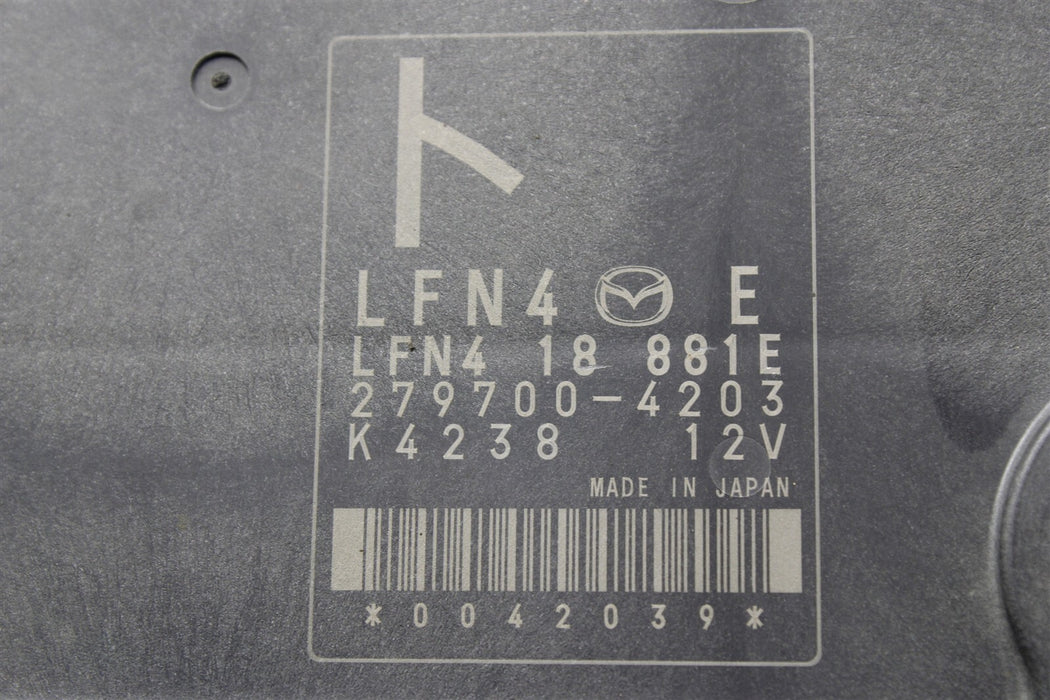 ト
LFN4 E
LFN4 18 881E
279700-4203
K4238 12V
MADE IN JAPAN
*0042039*